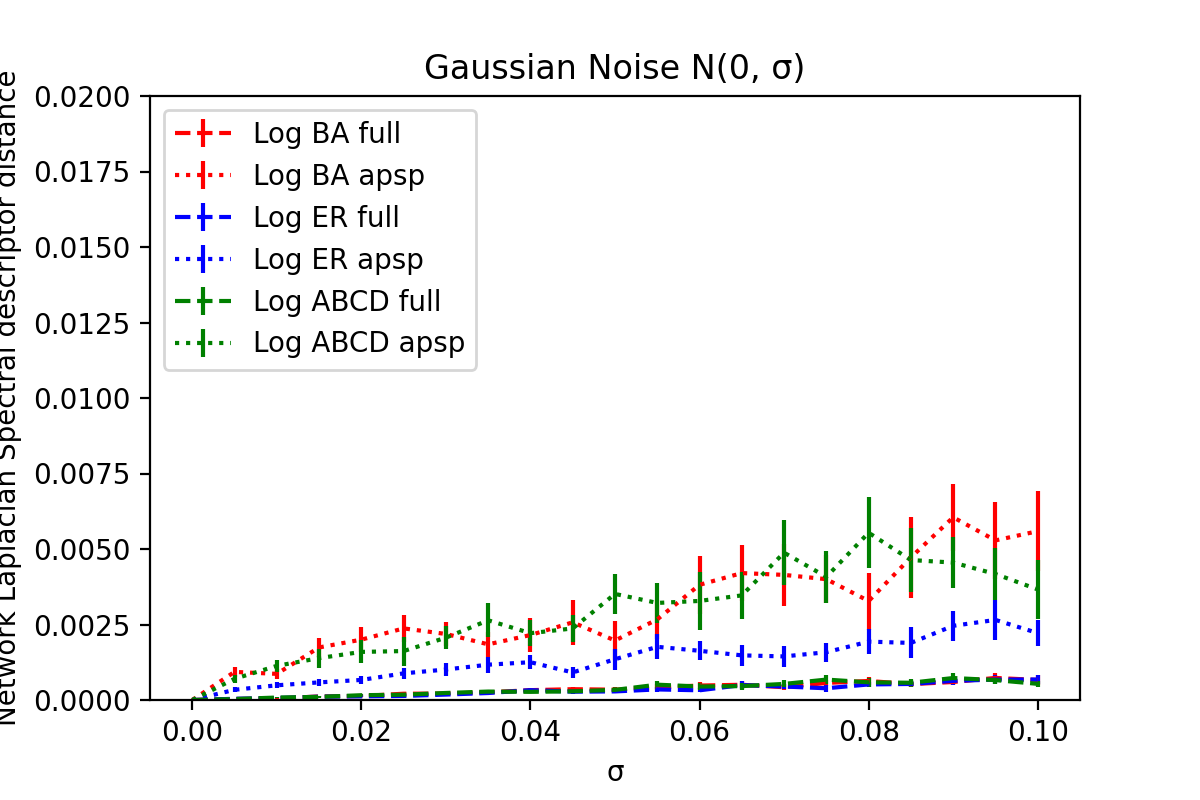 Gaussian Noise N(0, σ)
Network Laplacian Spectral descriptor distance
0.0200
0.0175
0.0150
0.0125
0.0100
0.0075
0.0050
0.0025
0.0000
Log BA full
Log BA apsp
Log ER full
Log ER apsp
Log ABCD full
Log ABCD apsp
0.00 0.02 0.04 0.06 0.08 0.10
σ